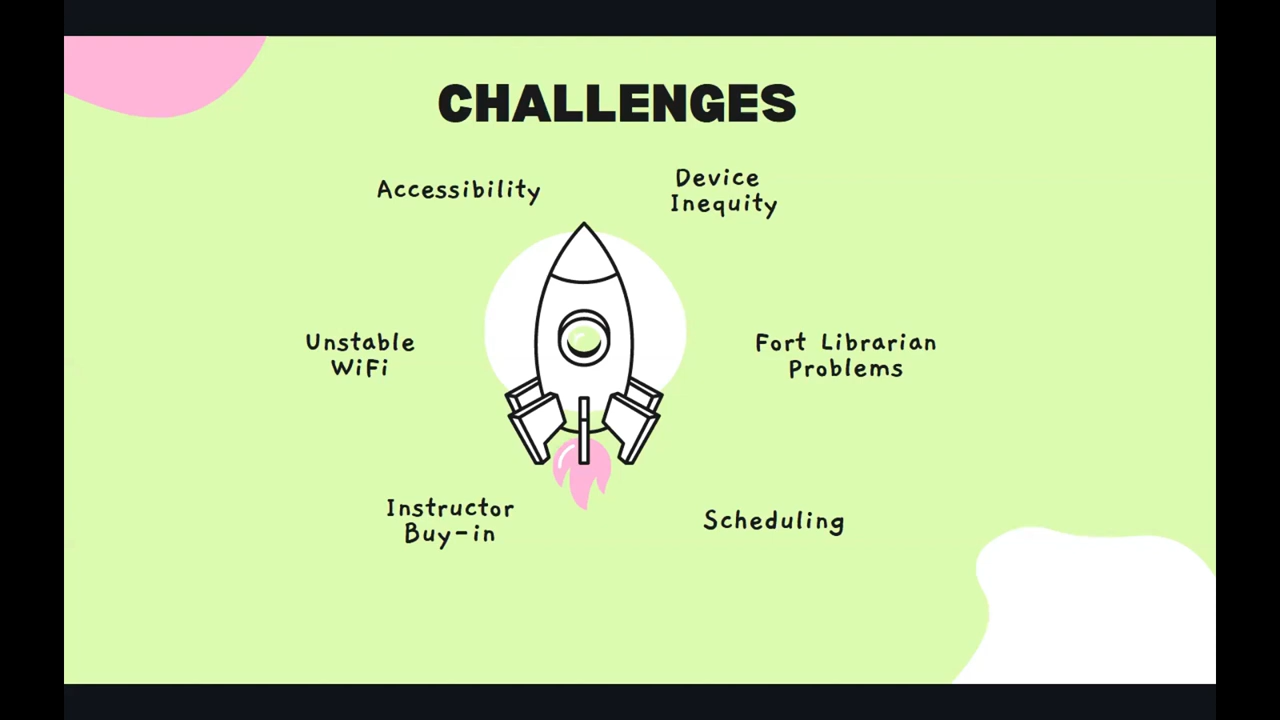 CHALLENGES
Accessibility
Device
Inequity
Unstable
WiFi
Fort Librarian
Problems
Instructor
Buy-in
Scheduling